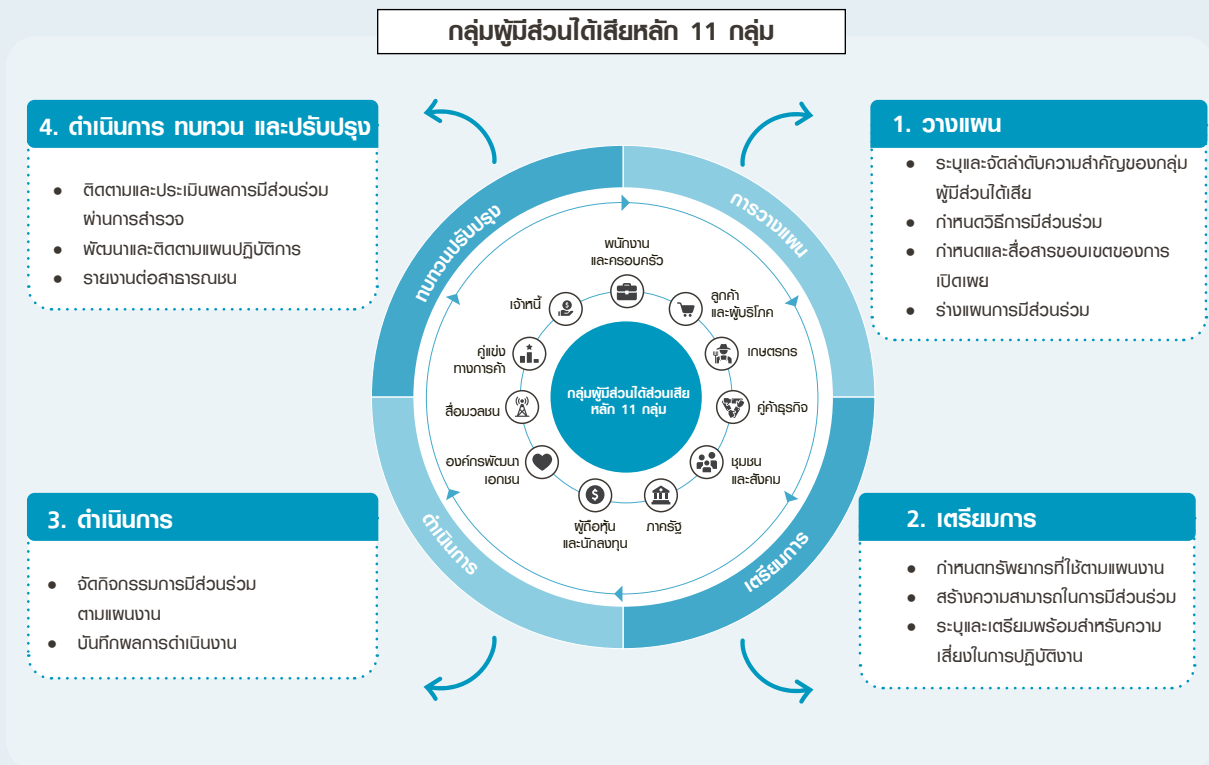 กลุ่มผู้มีส่วนได้เสียหลัก 11 กลุ่ม
1. วางแผน
● ระบุและจัดลำดับความสำคัญของกลุ่ม
ผู้มีส่วนได้เสีย
● กำหนดวิธีการมีส่วนร่วม
● กำหนดและสื่อสารขอบเขตของการ
เปิดเผย
● ร่างแผนการมีส่วนร่วม
2. เตรียมการ
● กำหนดทรัพยากรที่ใช้ตามแผนงาน
● สร้างความสามารถในการมีส่วนร่วม
● ระบุและเตรียมพร้อมสำหรับความ
เสี่ยงในการปฏิบัติงาน
3. ดำเนินการ
● จัดกิจกรรมการมีส่วนร่วม
ตามแผนงาน
● บันทึกผลการดำเนินงาน
4. ดำเนินการ ทบทวน และปรับปรุง
● ติดตามและประเมินผลการมีส่วนร่วม
ผ่านการสำรวจ
● พัฒนาและติดตามแผนปฏิบัติการ
● รายงานต่อสาธารณชน
การวางแผน
เตรียมการ
ดำเนินการ
ทบทวนปรับปรุง
พนักงาน
และครอบครัว
ลูกค้า
และผู้บริโภค
เกษตรกร
คู่ค้าธุรกิจ
ชุมชน
และสังคม
ภาครัฐ
ผู้ถือหุ้น
และนักลงทุน
องค์กรพัฒนา
เอกชน
สื่อมวลชน
คู่แข่ง
ทางการค้า
เจ้าหนี้
กลุ่มผู้มีส่วนได้ส่วนเสีย
หลัก 11 กลุ่ม